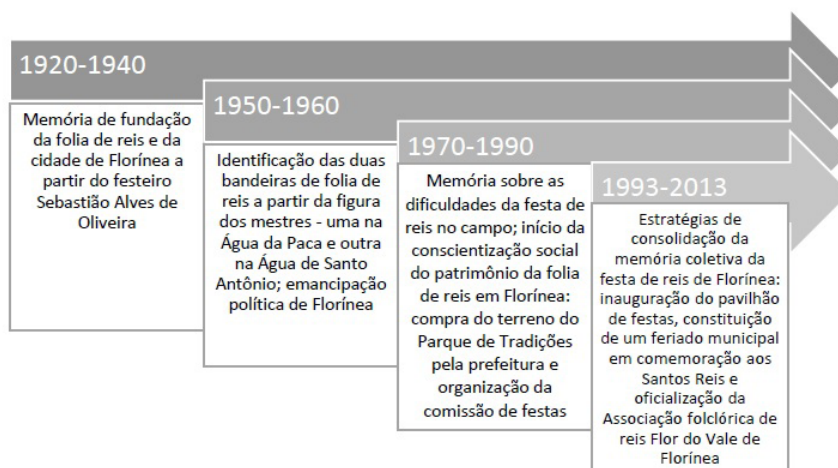 1920-1940
Memória de fundação
da folia de reis e da
cidade de Florínea a
partir do festeiro
Sebastião Alves de
Oliveira
1950-1960
Identificação das duas
bandeiras de folia de
reis a partir da figura
dos mestres - uma na
Água da Paca e outra
na Água de Santo
Antônio; emancipação
política de Florínea
1970-1990
Memória sobre as
dificuldades da festa de
reis no campo; início da
conscientização social
do patrimônio da folia
de reis em Florínea:
compra do terreno do
Parque de Tradições
pela prefeitura e
organização da
comissão de festas
1993-2013
Estratégias de
consolidação da
memória coletiva da
festa de reis de Florínea:
inauguração do pavilhão
de festas, constituição
de um feriado municipal
em comemoração aos
Santos Reis e
oficialização da
Associação folclórica de
reis Flor do Vale de
Florínea